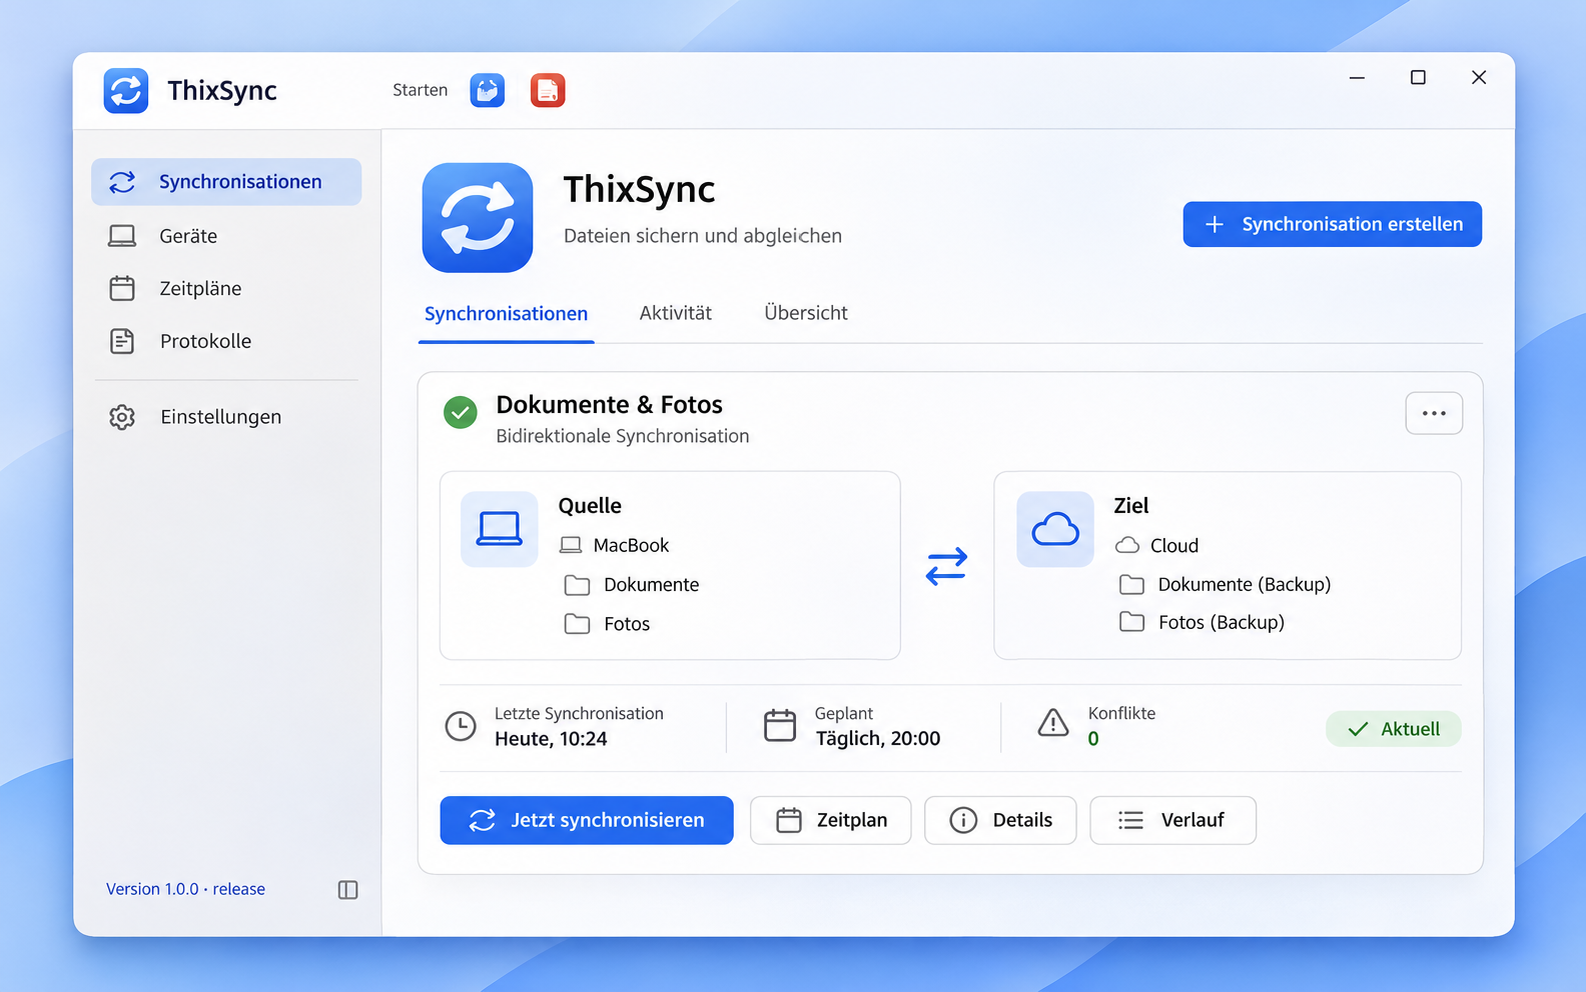 ThixSync
Starten
Synchronisationen
Geräte
Zeitpläne
Protokolle
Einstellungen
Version 1.0.0 · release
ThixSync
Dateien sichern und abgleichen
Synchronisation erstellen
Synchronisationen
Aktivität
Übersicht
Dokumente & Fotos
Bidirektionale Synchronisation
Quelle
MacBook
Dokumente
Fotos
Ziel
Cloud
Dokumente (Backup)
Fotos (Backup)
Letzte Synchronisation
Heute, 10:24
Geplant
Täglich, 20:00
Konflikte
0
Aktuell
Jetzt synchronisieren
Zeitplan
Details
Verlauf